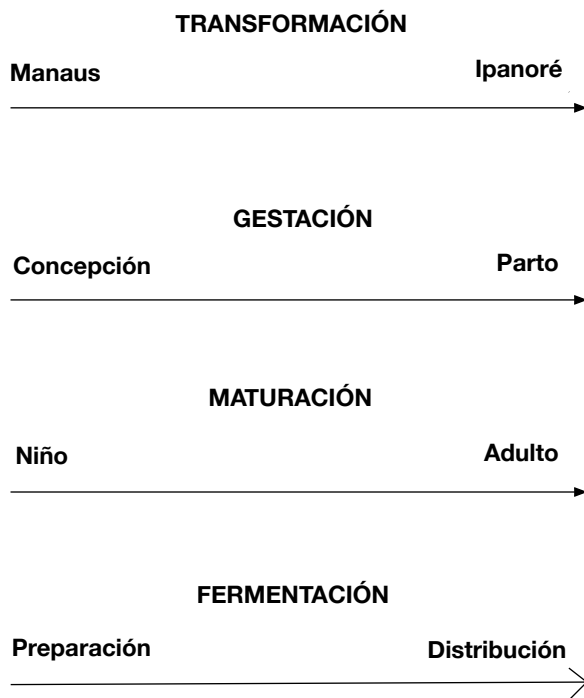 TRANSFORMACIÓN
Manaus Ipanoré
GESTACIÓN
Concepción Parto
MATURACIÓN
Niño Adulto
FERMENTACIÓN
Preparación Distribución